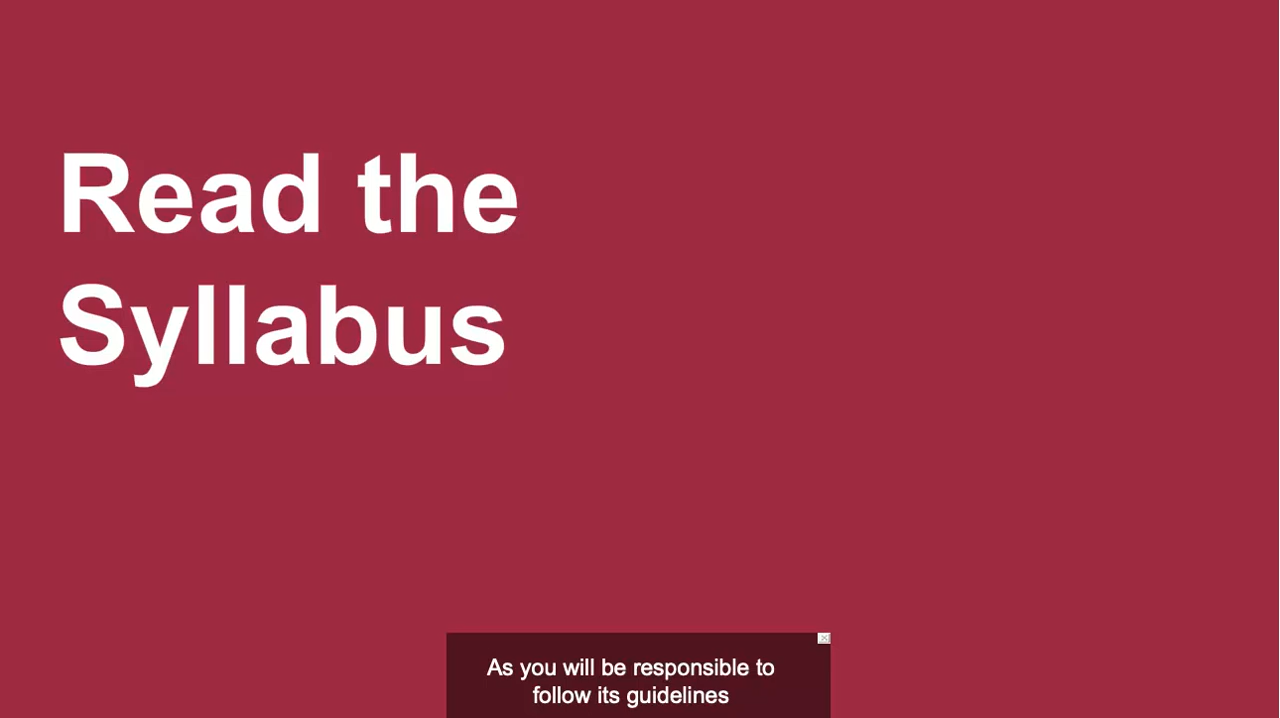 Read the
Syllabus
As you will be responsible to
follow its guidelines